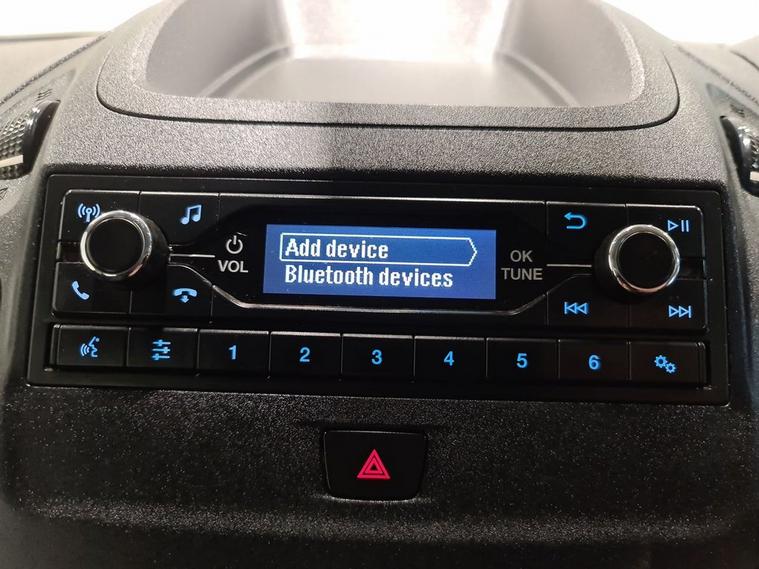 Add device
Bluetooth devices
VOL
OK
TUNE
1 2 3 4 5 6